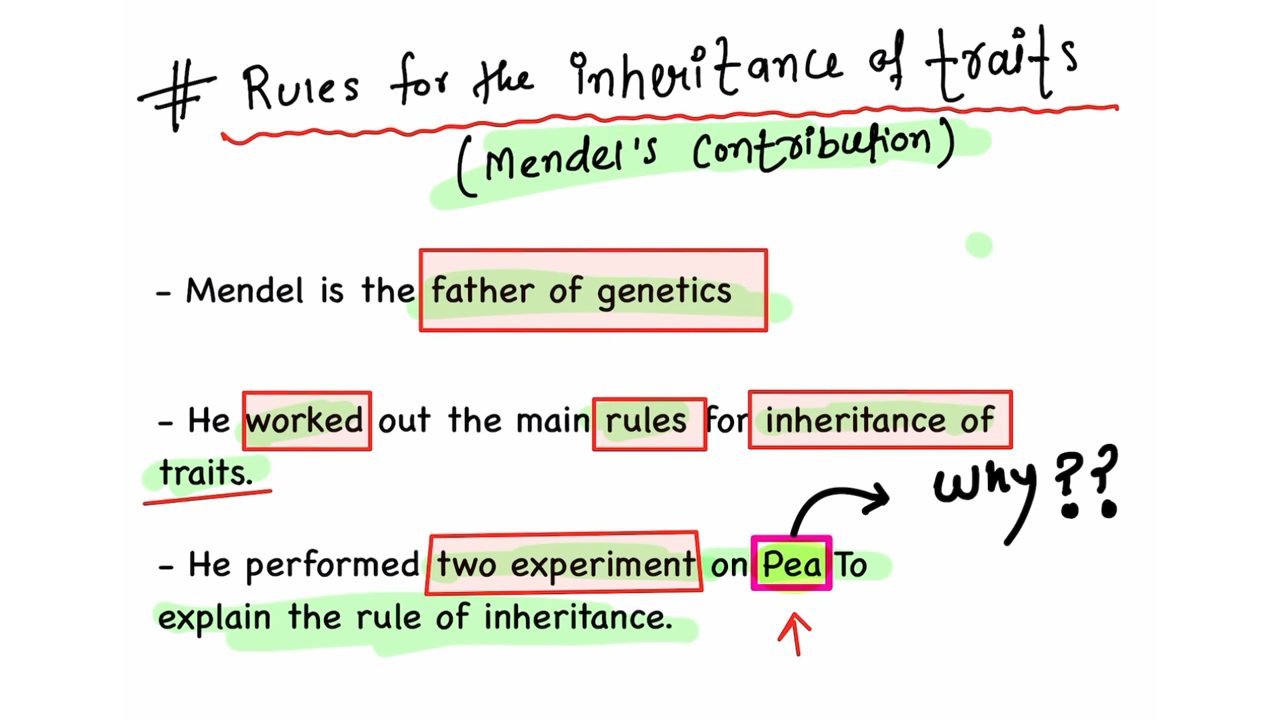 # Rules for the inheritance of traits
(Mendel's Contribution)
- Mendel is the father of genetics
- He worked out the main rules for inheritance of
traits.
why??
- He performed two experiment on Pea To
explain the rule of inheritance.